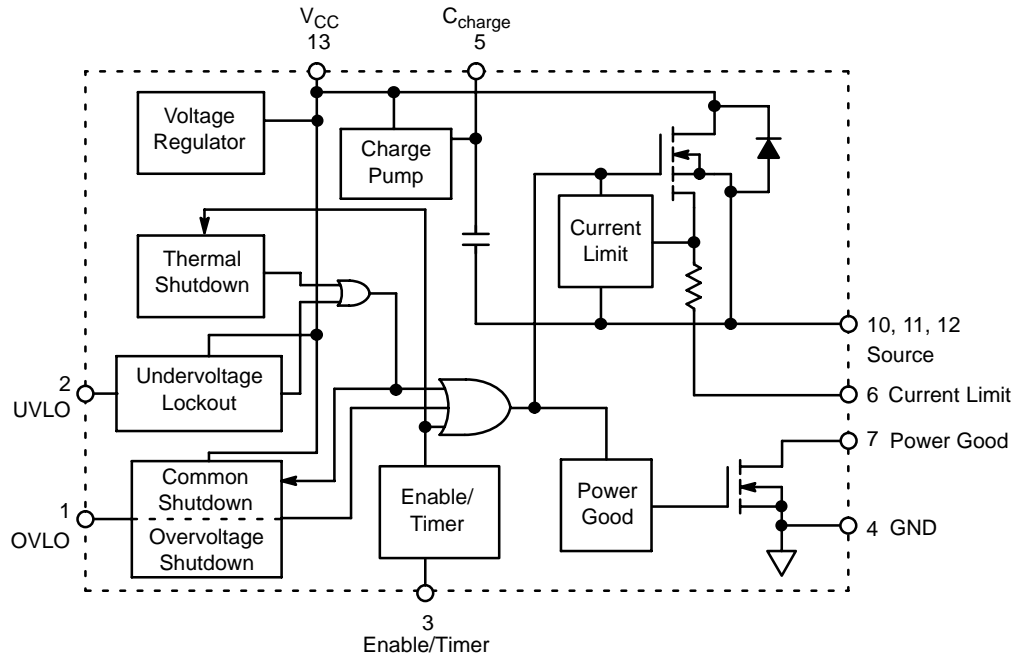 VCC
13
Ccharge
5
Voltage
Regulator
Charge
Pump
Thermal
Shutdown
Current
Limit
10, 11, 12
Source
2
UVLO
Undervoltage
Lockout
6 Current Limit
7 Power Good
1
OVLO
Common
Shutdown
Overvoltage
Shutdown
Enable/
Timer
Power
Good
4 GND
3
Enable/Timer